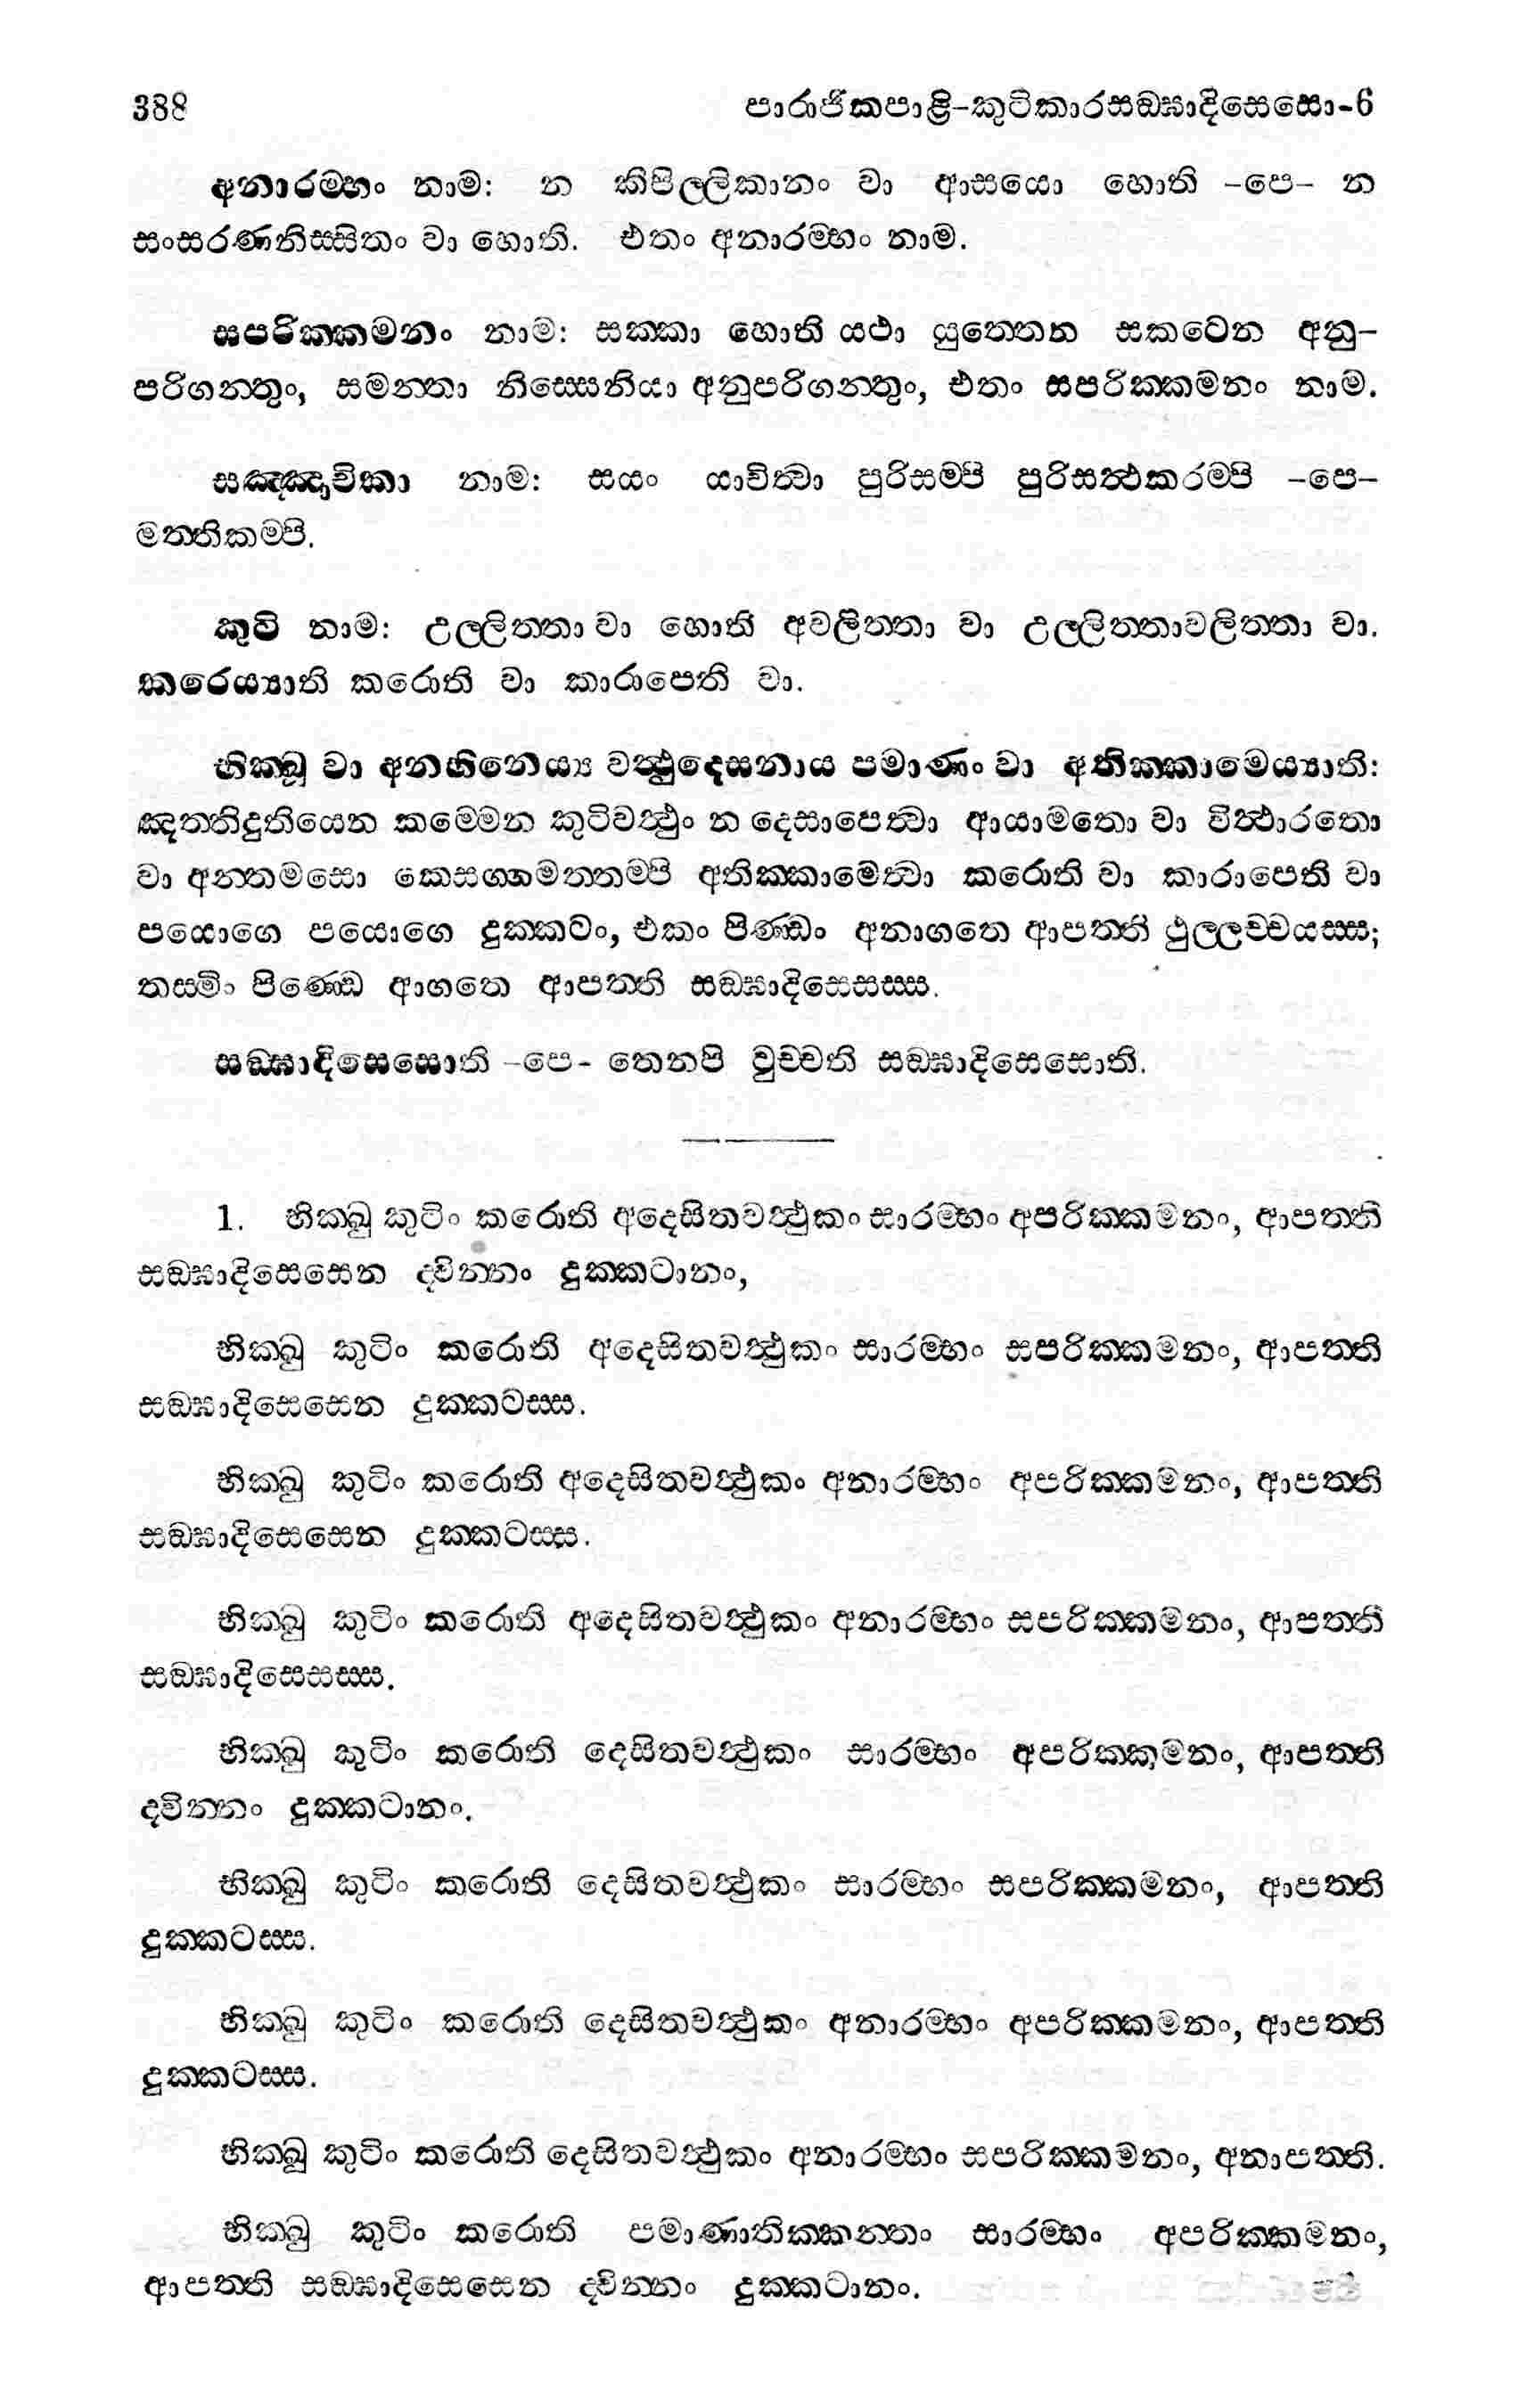 388 පාරාජිකපාළි-කුටිකාරසඞ්ඝාදිසෙසො-6
අනාරම්භං නාම: න කිපිල්ලිකානං වා ආසයො හොති -පෙ- න
සංසරණනිස්සිතං වා හොති. එතං අනාරම්භං නාම.
සපරික්කමනං නාම: සක්කා හොති යථා යුත්තෙන සකටෙන අනු-
පරිගන්තුං, සමන්තා නිස්සෙනියා අනුපරිගන්තුං, එතං සපරික්කමනං නාම.
සඤ්ඤාචිකා නාම: සයං යාචිත්වා පුරිසම්පි පුරිසත්ථකරම්පි -පෙ-
මත්තිකම්පි.
කුටි නාම: උල්ලිත්තා වා හොති අවලිත්තා වා උල්ලිත්තාවලිත්තා වා.
කරෙය්‍යාති කරොති වා කාරාපෙති වා.
භික්ඛූ වා අනභිනෙය්‍ය වත්ථුදෙසනාය පමාණං වා අතික්කාමෙය්‍යාති:
ඤත්තිදුතියෙන කම්මෙන කුටිවත්ථුං න දෙසාපෙත්වා ආයාමතො වා විත්ථාරතො
වා අන්තමසො කෙසග්ගමත්තම්පි අතික්කාමෙත්වා කරොති වා කාරාපෙති වා
පයොගෙ පයොගෙ දුක්කටං, එකං පිණ්ඩං අනාගතෙ ආපත්ති ථුල්ලච්චයස්ස;
තස්මිං පිණ්ඩෙ ආගතෙ ආපත්ති සඞ්ඝාදිසෙසස්ස.
සඞ්ඝාදිසෙසොති -පෙ- තෙනපි වුච්චති සඞ්ඝාදිසෙසොති.
1. භික්ඛු කුටිං කරොති අදෙසිතවත්ථුකං සාරම්භං අපරික්කමනං, ආපත්ති
සඞ්ඝාදිසෙසෙන ද්වින්නං දුක්කටානං,
භික්ඛු කුටිං කරොති අදෙසිතවත්ථුකං සාරම්භං සපරික්කමනං, ආපත්ති
සඞ්ඝාදිසෙසෙන දුක්කටස්ස.
භික්ඛු කුටිං කරොති අදෙසිතවත්ථුකං අනාරම්භං අපරික්කමනං, ආපත්ති
සඞ්ඝාදිසෙසෙන දුක්කටස්ස.
භික්ඛු කුටිං කරොති අදෙසිතවත්ථුකං අනාරම්භං සපරික්කමනං, ආපත්ති
සඞ්ඝාදිසෙසස්ස.
භික්ඛු කුටිං කරොති දෙසිතවත්ථුකං සාරම්භං අපරික්කමනං, ආපත්ති
ද්වින්නං දුක්කටානං.
භික්ඛු කුටිං කරොති දෙසිතවත්ථුකං සාරම්භං සපරික්කමනං, ආපත්ති
දුක්කටස්ස.
භික්ඛු කුටිං කරොති දෙසිතවත්ථුකං අනාරම්භං අපරික්කමනං, ආපත්ති
දුක්කටස්ස.
භික්ඛු කුටිං කරොති දෙසිතවත්ථුකං අනාරම්භං සපරික්කමනං, අනාපත්ති.
භික්ඛු කුටිං කරොති පමාණාතික්කන්තං සාරම්භං අපරික්කමනං,
ආපත්ති සඞ්ඝාදිසෙසෙන ද්වින්නං දුක්කටානං.